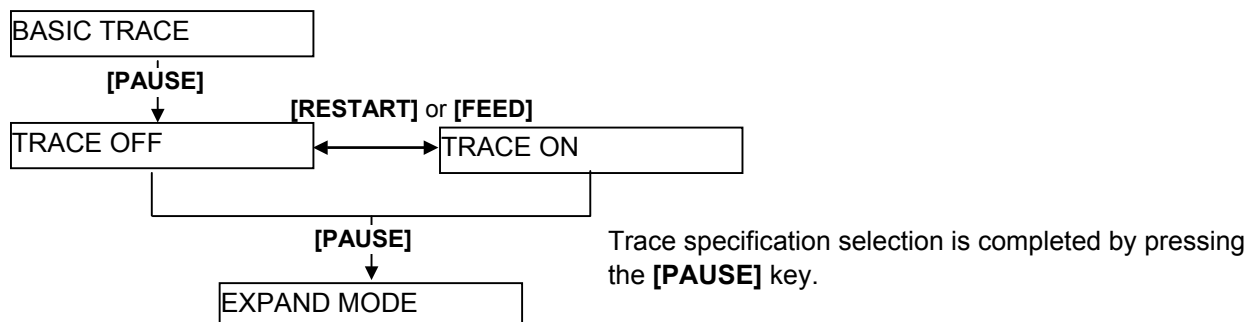 BASIC TRACE
[PAUSE]
[RESTART] or [FEED]
TRACE OFF
TRACE ON
[PAUSE]
Trace specification selection is completed by pressing
the [PAUSE] key.
EXPAND MODE